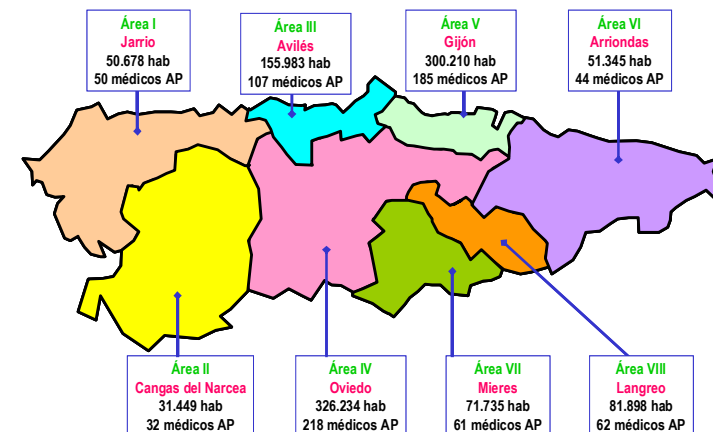 Área I
Jarrio
50.678 hab
50 médicos AP
Área III
Avilés
155.983 hab
107 médicos AP
Área V
Gijón
300.210 hab
185 médicos AP
Área VI
Arriondas
51.345 hab
44 médicos AP
Área II
Cangas del Narcea
31.449 hab
32 médicos AP
Área IV
Oviedo
326.234 hab
218 médicos AP
Área VII
Mieres
71.735 hab
61 médicos AP
Área VIII
Langreo
81.898 hab
62 médicos AP